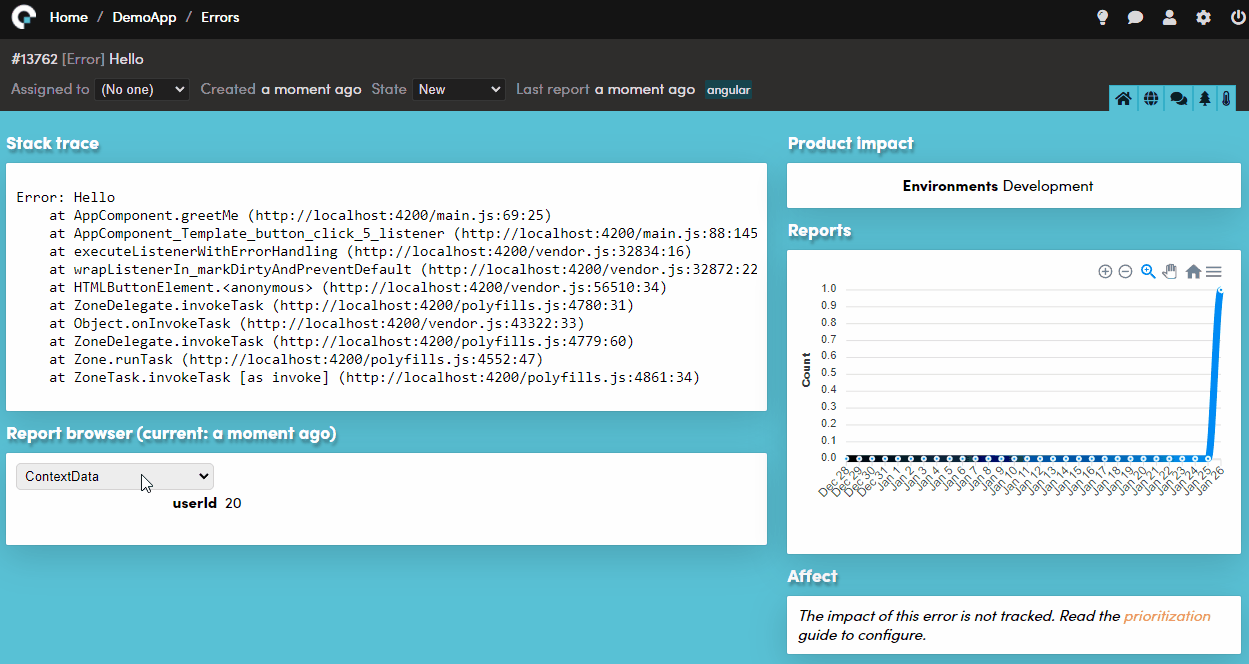 Home / DemoApp / Errors
#13762 [Error] Hello
Assigned to (No one) Created a moment ago State New Last report a moment ago angular
Stack trace
Error: Hello
at AppComponent.greetMe (http://localhost:4200/main.js:69:25)
at AppComponent_Template_button_click_5_listener (http://localhost:4200/main.js:88:145
at executeListenerWithErrorHandling (http://localhost:4200/vendor.js:32834:16)
at wrapListenerIn_markDirtyAndPreventDefault (http://localhost:4200/vendor.js:32872:22
at HTMLButtonElement.<anonymous> (http://localhost:4200/vendor.js:56510:34)
at ZoneDelegate.invokeTask (http://localhost:4200/polyfills.js:4780:31)
at Object.onInvokeTask (http://localhost:4200/vendor.js:43322:33)
at ZoneDelegate.invokeTask (http://localhost:4200/polyfills.js:4779:60)
at Zone.runTask (http://localhost:4200/polyfills.js:4552:47)
at ZoneTask.invokeTask [as invoke] (http://localhost:4200/polyfills.js:4861:34)
Report browser (current: a moment ago)
ContextData
userId 20
Product impact
Environments Development
Reports
Count
1.0
0.9
0.8
0.7
0.6
0.5
0.4
0.3
0.2
0.1
0.0
Dec 28
Dec 29
Dec 30
Dec 31
Jan 1
Jan 2
Jan 3
Jan 4
Jan 5
Jan 6
Jan 7
Jan 8
Jan 9
Jan 10
Jan 11
Jan 12
Jan 13
Jan 14
Jan 15
Jan 16
Jan 17
Jan 18
Jan 19
Jan 20
Jan 21
Jan 22
Jan 23
Jan 24
Jan 25
Jan 26
Affect
The impact of this error is not tracked. Read the prioritization
guide to configure.